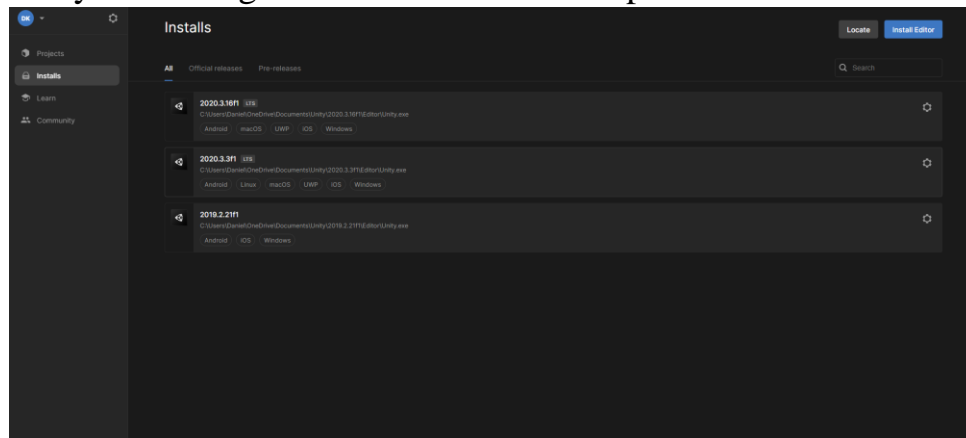 DK
Installs
Locate
Install Editor
Projects
Installs
Learn
Community
All Official releases Pre-releases
Search
2020.3.16f1 LTS
C:\Users\Daniel\OneDrive\Documents\Unity\2020.3.16f1\Editor\Unity.exe
Android macOS UWP iOS Windows
2020.3.3f1 LTS
C:\Users\Daniel\OneDrive\Documents\Unity\2020.3.3f1\Editor\Unity.exe
Android Linux macOS UWP iOS Windows
2019.2.21f1
C:\Users\Daniel\OneDrive\Documents\Unity\2019.2.21f1\Editor\Unity.exe
Android iOS Windows